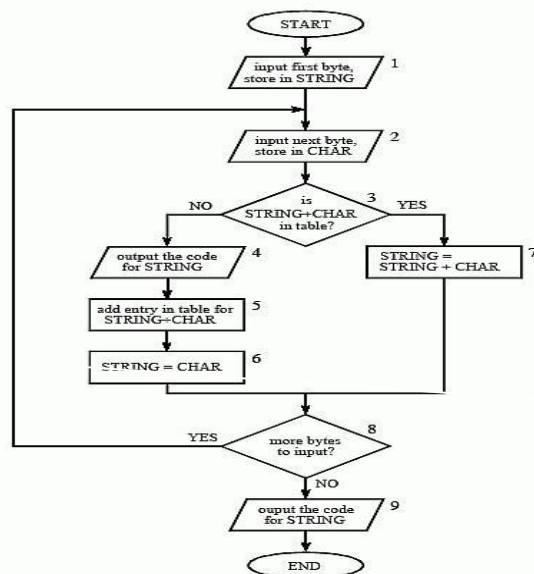 START
input first byte,
store in STRING
1
input next byte,
store in CHAR
2
is
STRING+CHAR
in table?
3
NO
YES
output the code
for STRING
4
STRING =
STRING + CHAR
7
add entry in table for
STRING+CHAR
5
STRING = CHAR
6
more bytes
to input?
8
YES
NO
ouput the code
for STRING
9
END